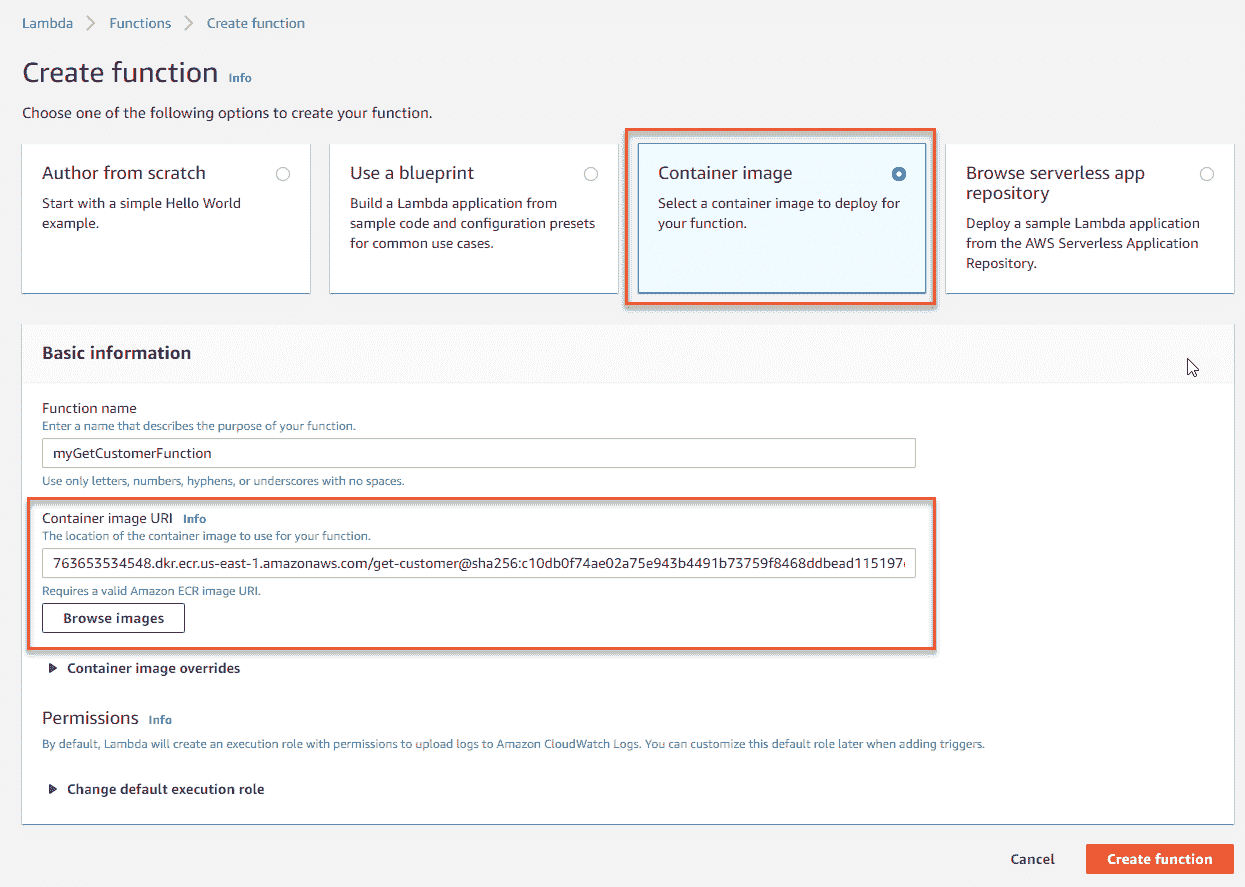 Lambda > Functions > Create function
Create function Info
Choose one of the following options to create your function.
Author from scratch
Start with a simple Hello World
example.
Use a blueprint
Build a Lambda application from
sample code and configuration presets
for common use cases.
Container image
Select a container image to deploy for
your function.
Browse serverless app
repository
Deploy a sample Lambda application
from the AWS Serverless Application
Repository.
Basic information
Function name
Enter a name that describes the purpose of your function.
myGetCustomerFunction
Use only letters, numbers, hyphens, or underscores with no spaces.
Container image URI Info
The location of the container image to use for your function.
763653534548.dkr.ecr.us-east-1.amazonaws.com/get-customer@sha256:c10db0f74ae02a75e943b4491b73759f8468ddbead115197
Requires a valid Amazon ECR image URI.
Browse images
Container image overrides
Permissions Info
By default, Lambda will create an execution role with permissions to upload logs to Amazon CloudWatch Logs. You can customize this default role later when adding triggers.
Change default execution role
Cancel
Create function